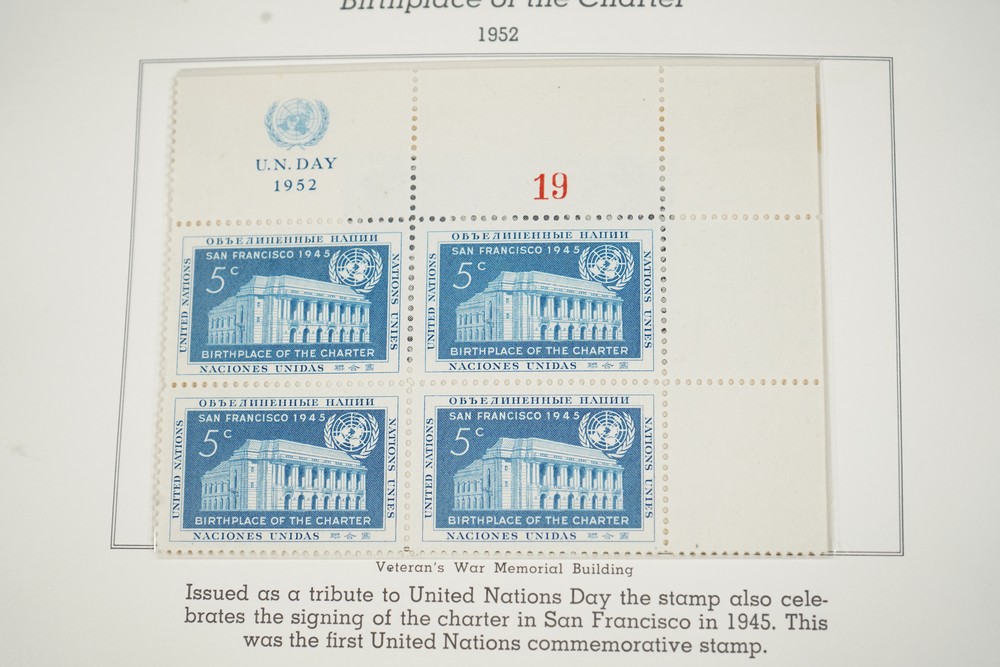 Birthplace of the Charter
1952
U.N. DAY
1952
19
ОБЪЕДИНЕННЫЕ НАЦИИ
SAN FRANCISCO 1945
5c
UNITED NATIONS
NATIONS UNIES
BIRTHPLACE OF THE CHARTER
NACIONES UNIDAS 聯合國
ОБЪЕДИНЕННЫЕ НАЦИИ
SAN FRANCISCO 1945
5c
UNITED NATIONS
NATIONS UNIES
BIRTHPLACE OF THE CHARTER
NACIONES UNIDAS 聯合國
ОБЪЕДИНЕННЫЕ НАЦИИ
SAN FRANCISCO 1945
5c
UNITED NATIONS
NATIONS UNIES
BIRTHPLACE OF THE CHARTER
NACIONES UNIDAS 聯合國
ОБЪЕДИНЕННЫЕ НАЦИИ
SAN FRANCISCO 1945
5c
UNITED NATIONS
NATIONS UNIES
BIRTHPLACE OF THE CHARTER
NACIONES UNIDAS 聯合國
Veteran's War Memorial Building
Issued as a tribute to United Nations Day the stamp also cele-
brates the signing of the charter in San Francisco in 1945. This
was the first United Nations commemorative stamp.